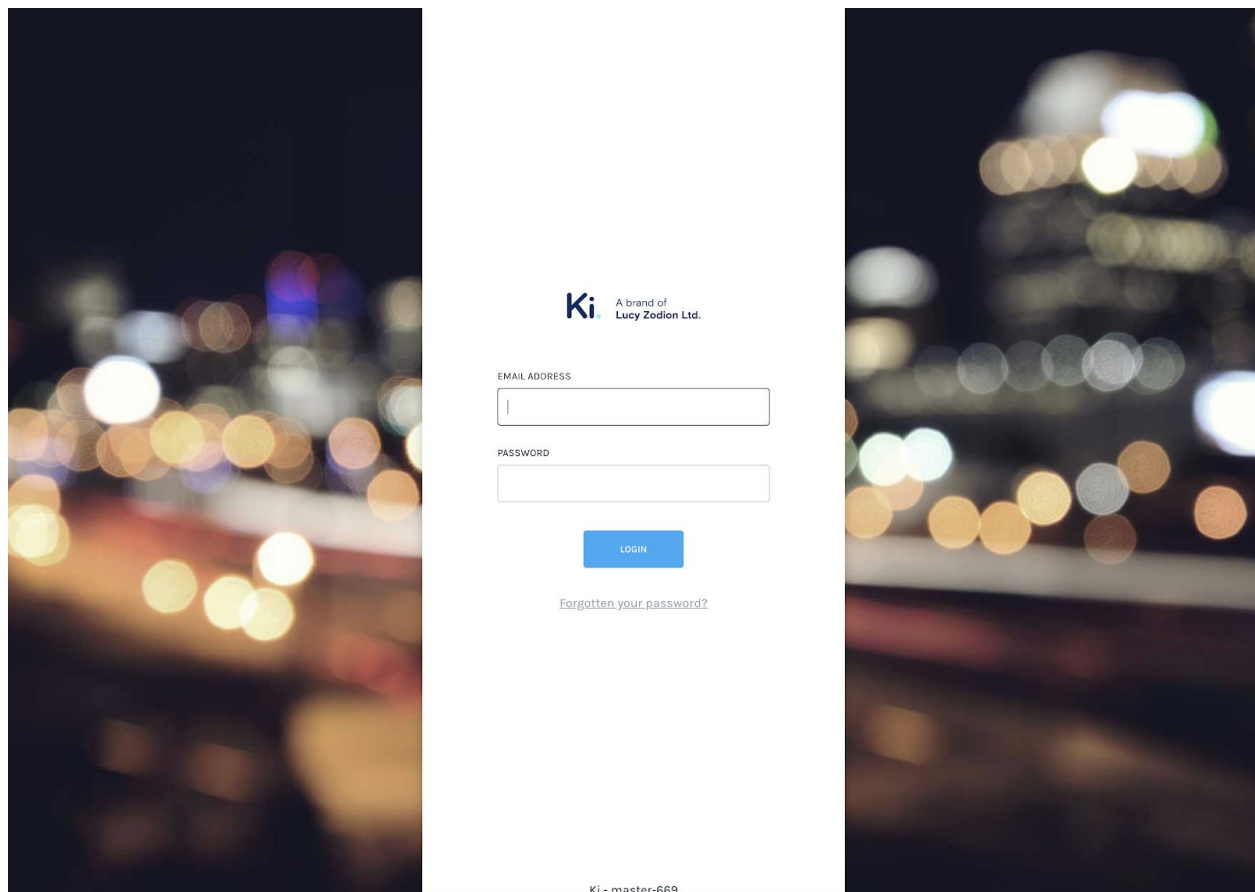 Ki.
A brand of
Lucy Zodion Ltd.
EMAIL ADDRESS
PASSWORD
LOGIN
Forgotten your password?
Ki - master-669